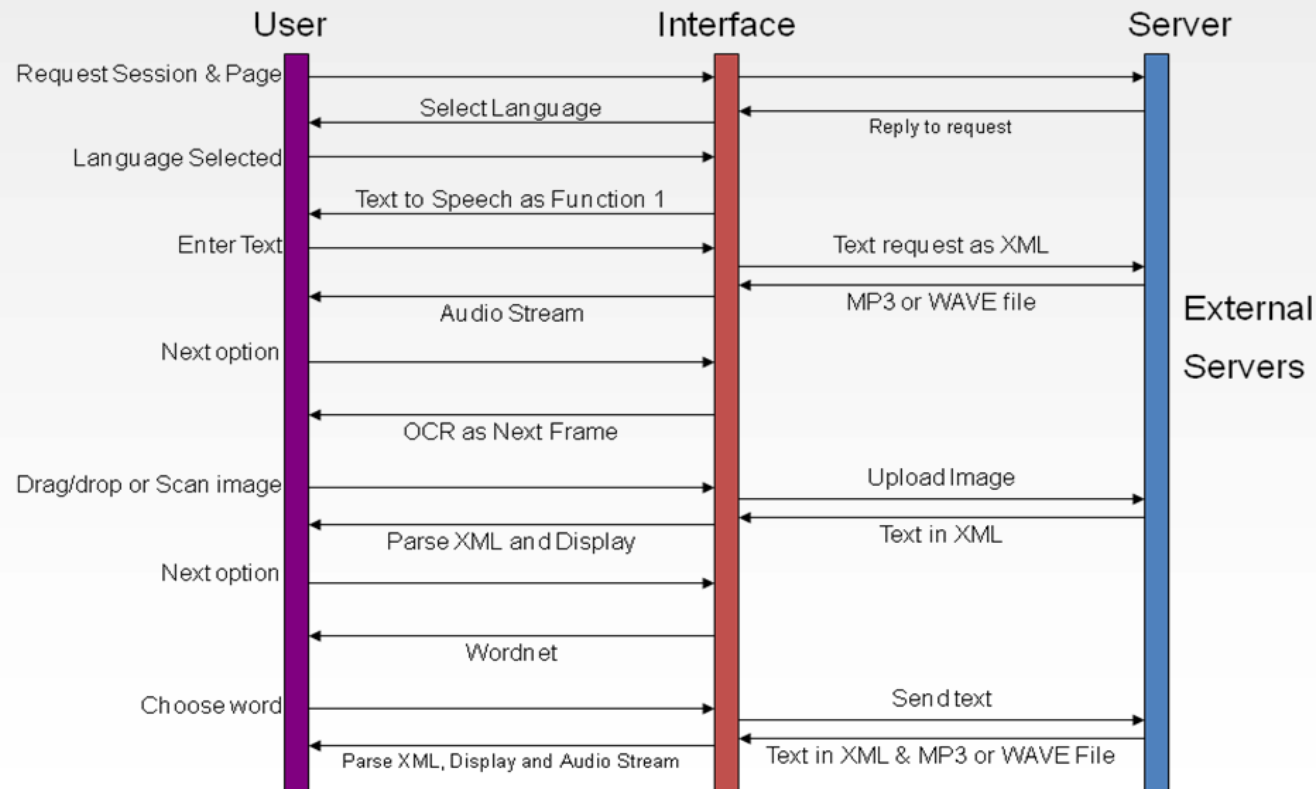 User Interface Server
Request Session & Page
Select Language
Reply to request
Language Selected
Text to Speech as Function 1
Enter Text
Text request as XML
Audio Stream
MP3 or WAVE file
External
Servers
Next option
OCR as Next Frame
Drag/drop or Scan image
Upload Image
Parse XML and Display
Text in XML
Next option
Wordnet
Choose word
Send text
Parse XML, Display and Audio Stream
Text in XML & MP3 or WAVE File